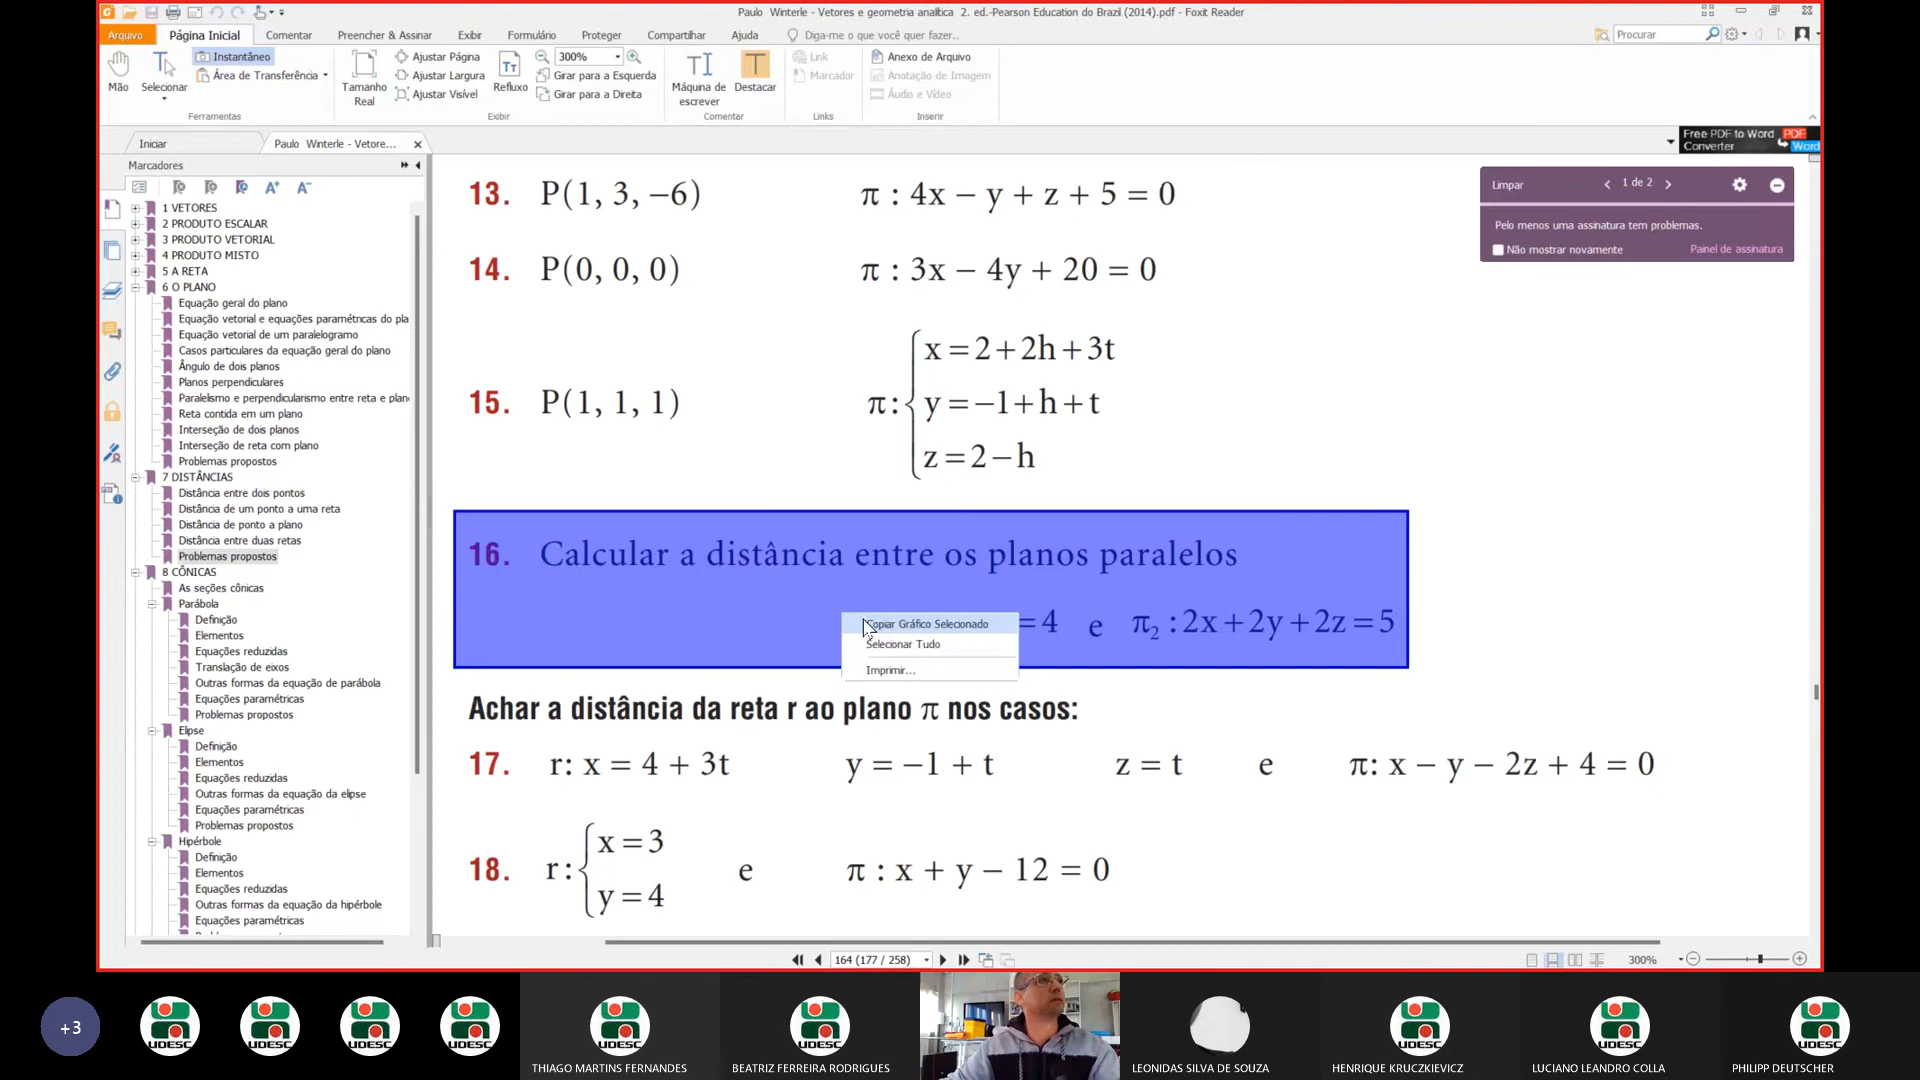 Paulo Winterle - Vetores e geometria analítica 2. ed.-Pearson Education do Brazil (2014).pdf - Foxit Reader
Arquivo Página Inicial Comentar Preencher & Assinar Exibir Formulário Proteger Compartilhar Ajuda Diga-me o que você quer fazer.. Procurar
Mão
Selecionar
Instantâneo
Área de Transferência
Ferramentas
Tamanho Real
Ajustar Página
Ajustar Largura
Ajustar Visível
Refluxo
300%
Girar para a Esquerda
Girar para a Direita
Exibir
Máquina de escrever
Destacar
Comentar
Link
Marcador
Links
Anexo de Arquivo
Anotação de Imagem
Áudio e Vídeo
Inserir
Iniciar
Paulo Winterle - Vetore...
Free PDF to Word Converter
PDF
Word
Marcadores
1 VETORES
2 PRODUTO ESCALAR
3 PRODUTO VETORIAL
4 PRODUTO MISTO
5 A RETA
6 O PLANO
Equação geral do plano
Equação vetorial e equações paramétricas do pla
Equação vetorial de um paralelogramo
Casos particulares da equação geral do plano
Ângulo de dois planos
Planos perpendiculares
Paralelismo e perpendicularismo entre reta e plan
Reta contida em um plano
Interseção de dois planos
Interseção de reta com plano
Problemas propostos
7 DISTÂNCIAS
Distância entre dois pontos
Distância de um ponto a uma reta
Distância de ponto a plano
Distância entre duas retas
Problemas propostos
8 CÔNICAS
As seções cônicas
Parábola
Definição
Elementos
Equações reduzidas
Translação de eixos
Outras formas da equação de parábola
Equações paramétricas
Problemas propostos
Elipse
Definição
Elementos
Equações reduzidas
Outras formas da equação da elipse
Equações paramétricas
Problemas propostos
Hipérbole
Definição
Elementos
Equações reduzidas
Outras formas da equação da hipérbole
Equações paramétricas
13. P(1, 3, −6) π : 4x − y + z + 5 = 0
14. P(0, 0, 0) π : 3x − 4y + 20 = 0
x = 2 + 2h + 3t
15. P(1, 1, 1) π: y = −1 + h + t
z = 2 − h
16. Calcular a distância entre os planos paralelos
= 4 e π₂ : 2x + 2y + 2z = 5
Copiar Gráfico Selecionado
Selecionar Tudo
Imprimir...
Achar a distância da reta r ao plano π nos casos:
17. r: x = 4 + 3t y = −1 + t z = t e π: x − y − 2z + 4 = 0
x = 3
18. r: e π : x + y − 12 = 0
y = 4
Limpar 1 de 2
Pelo menos uma assinatura tem problemas.
Não mostrar novamente Painel de assinatura
164 (177 / 258) 300%
+3
UDESC UDESC UDESC UDESC UDESC UDESC UDESC UDESC UDESC
THIAGO MARTINS FERNANDES BEATRIZ FERREIRA RODRIGUES LEONIDAS SILVA DE SOUZA HENRIQUE KRUCZKIEVICZ LUCIANO LEANDRO COLLA PHILIPP DEUTSCHER